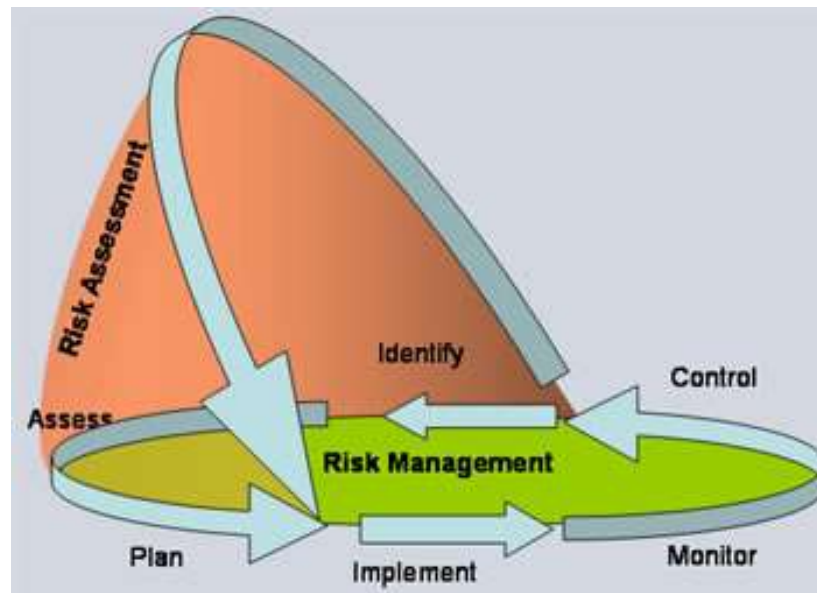 Risk Assessment
Identify
Control
Assess
Risk Management
Plan
Implement
Monitor